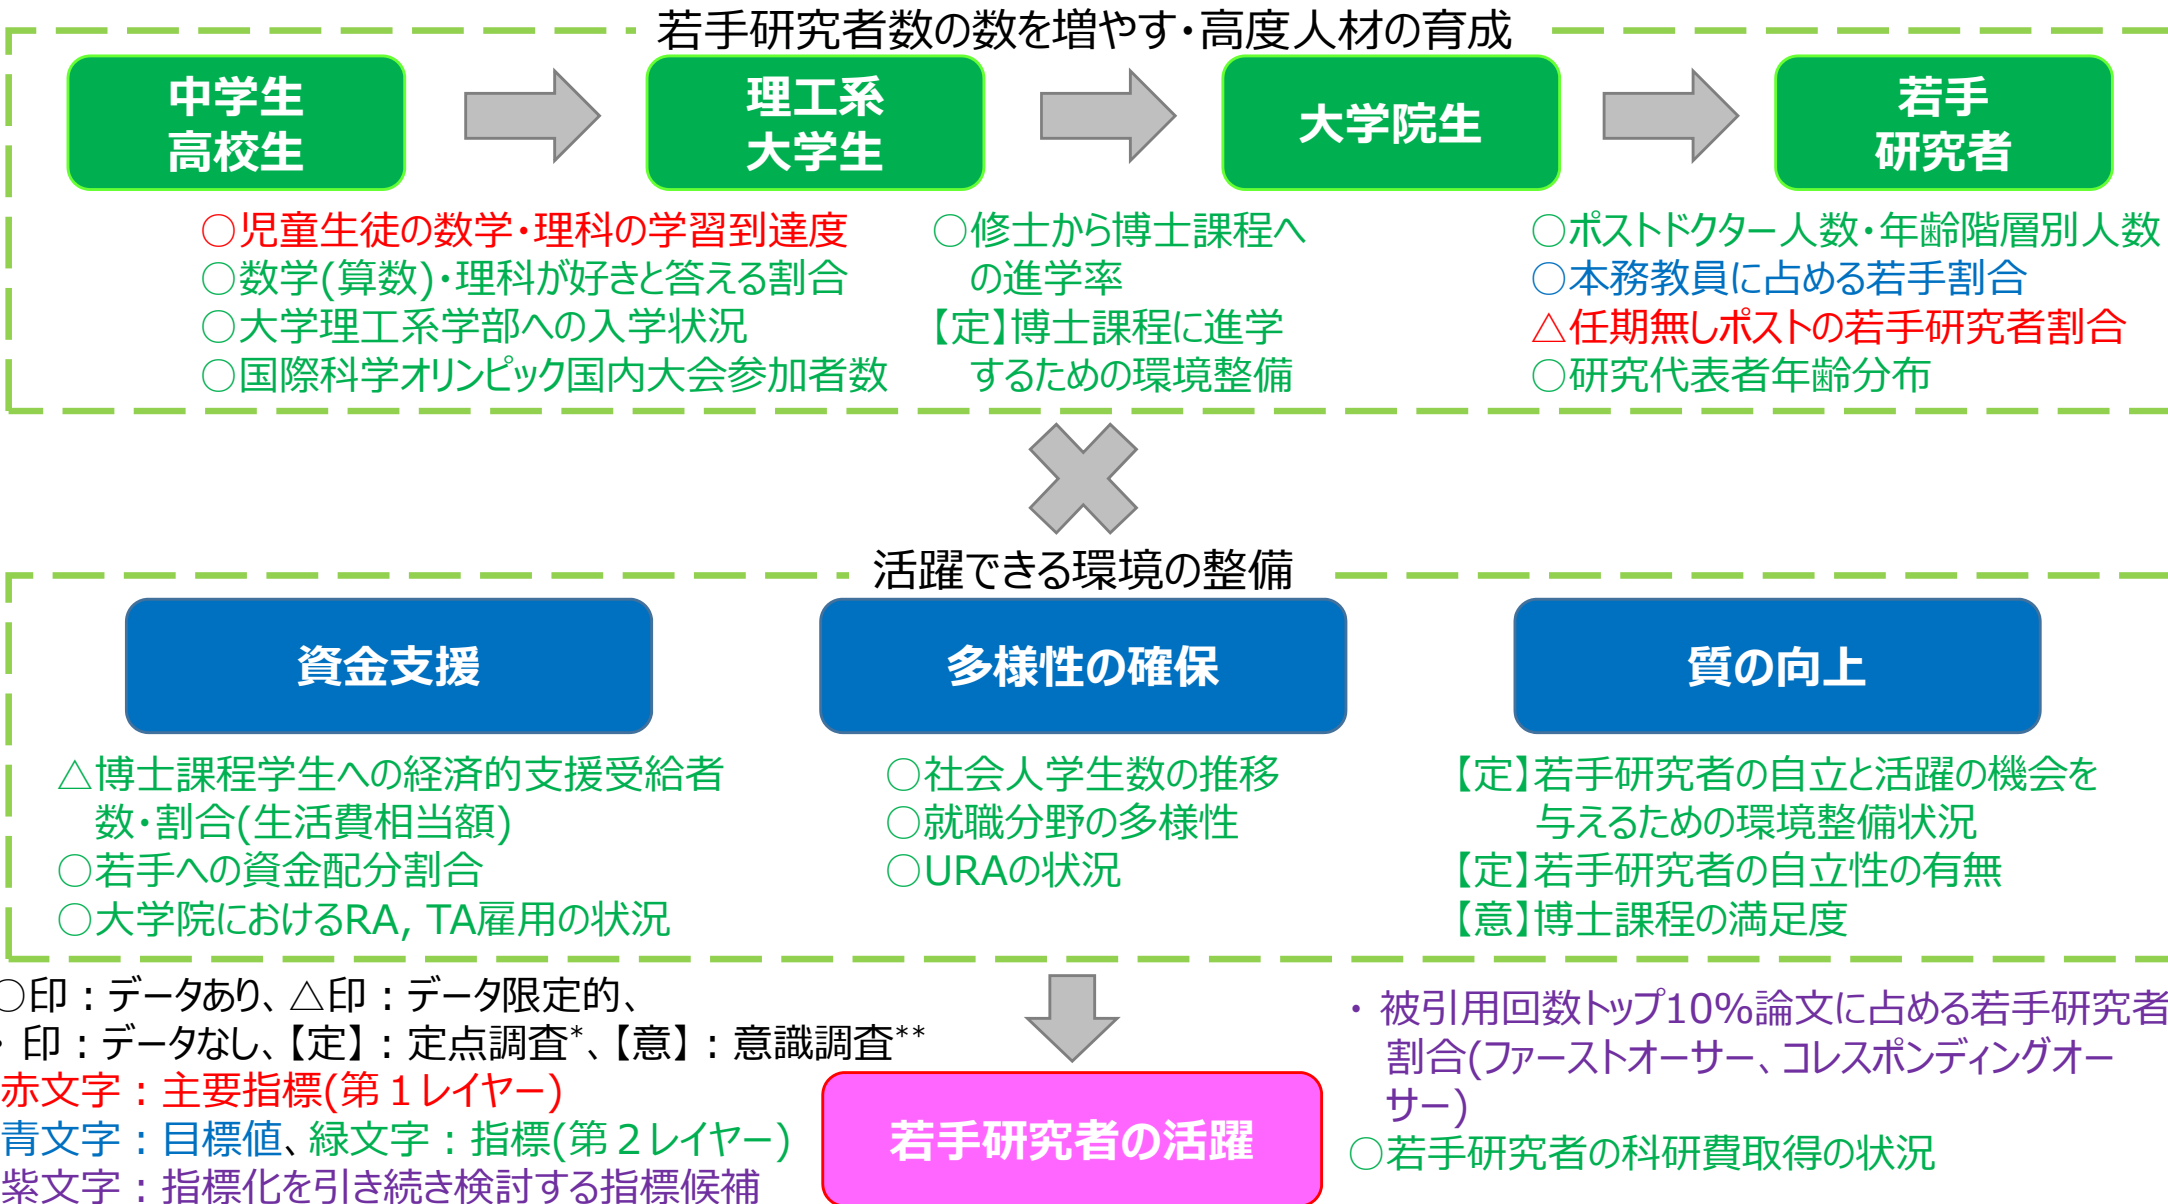 若手研究者数の数を増やす・高度人材の育成
中学生
高校生
理工系
大学生
大学院生
若手
研究者
○児童生徒の数学・理科の学習到達度
○数学(算数)・理科が好きと答える割合
○大学理工系学部への入学状況
○国際科学オリンピック国内大会参加者数
○修士から博士課程へ
の進学率
【定】博士課程に進学
するための環境整備
○ポストドクター人数・年齢階層別人数
○本務教員に占める若手割合
△任期無しポストの若手研究者割合
○研究代表者年齢分布
活躍できる環境の整備
資金支援
多様性の確保
質の向上
△博士課程学生への経済的支援受給者
数・割合(生活費相当額)
○若手への資金配分割合
○大学院におけるRA, TA雇用の状況
○社会人学生数の推移
○就職分野の多様性
○URAの状況
【定】若手研究者の自立と活躍の機会を
与えるための環境整備状況
【定】若手研究者の自立性の有無
【意】博士課程の満足度
○印：データあり、△印：データ限定的、
・印：データなし、【定】：定点調査*、【意】：意識調査**
赤文字：主要指標(第１レイヤー)
青文字：目標値、緑文字：指標(第２レイヤー)
紫文字：指標化を引き続き検討する指標候補
若手研究者の活躍
・被引用回数トップ10%論文に占める若手研究者
割合(ファーストオーサー、コレスポンディングオー
サー)
○若手研究者の科研費取得の状況